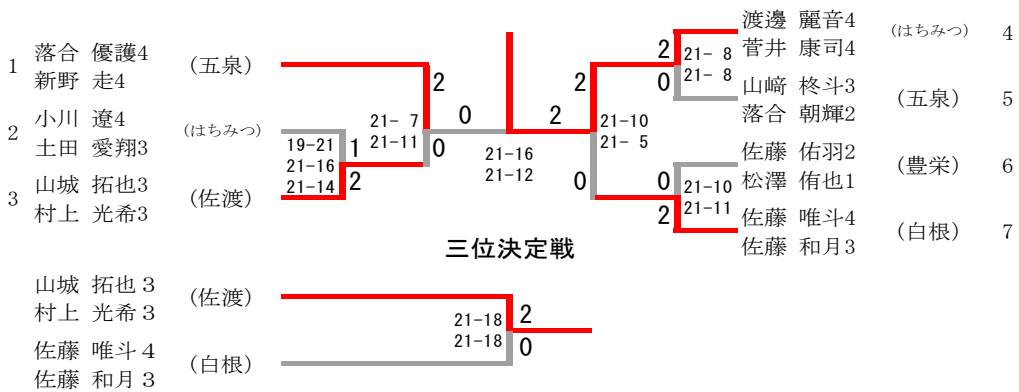 1 落合 優護4 (五泉)
新野 走4
2 小川 遼4 (はちみつ)
土田 愛翔3
3 山城 拓也3 (佐渡)
村上 光希3
19-21
21-16
21-14
1
2
21- 7
21-11
2
0
0
2
21-16
21-12
21-10
21- 5
2
0
21- 8
21- 8
2
0
21-10
21-11
0
2
渡邊 麗音4 (はちみつ) 4
菅井 康司4
山﨑 柊斗3 (五泉) 5
落合 朝輝2
佐藤 佑羽2 (豊栄) 6
松澤 侑也1
佐藤 唯斗4 (白根) 7
佐藤 和月3
三位決定戦
山城 拓也３ (佐渡)
村上 光希３
佐藤 唯斗４ (白根)
佐藤 和月３
21-18
21-18
2
0